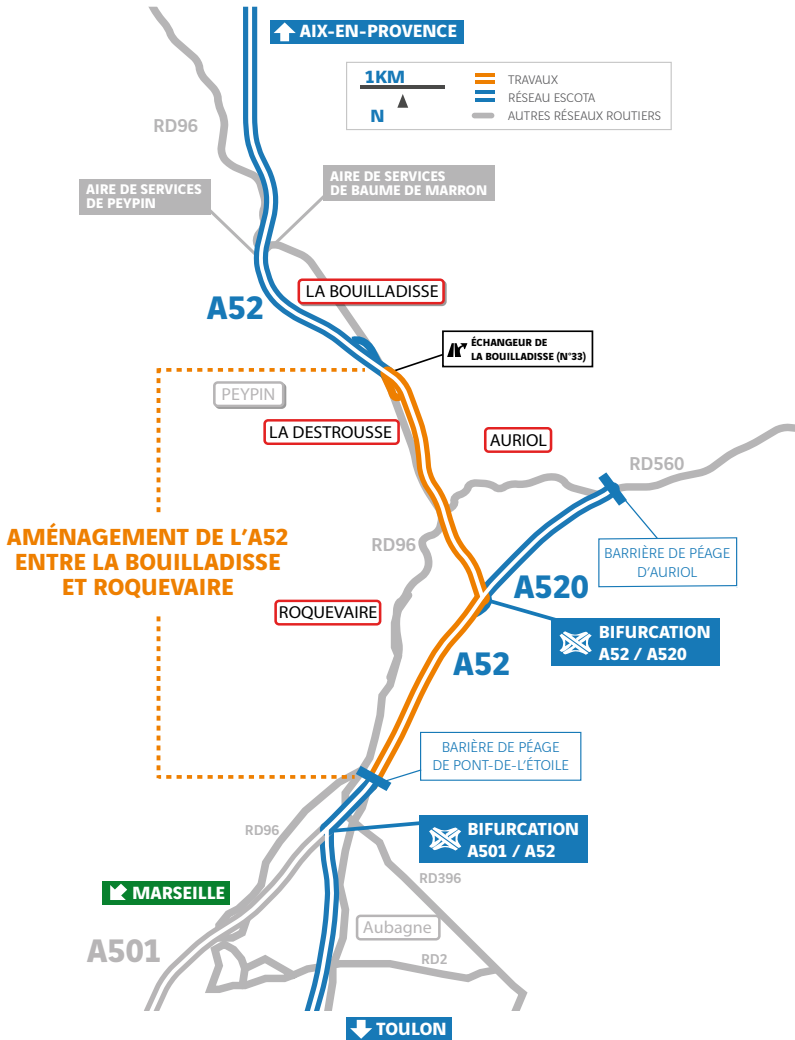 AIX-EN-PROVENCE
1KM
N
TRAVAUX
RÉSEAU ESCOTA
AUTRES RÉSEAUX ROUTIERS
RD96
AIRE DE SERVICES
DE BAUME DE MARRON
AIRE DE SERVICES
DE PEYPIN
LA BOUILLADISSE
A52
ÉCHANGEUR DE
LA BOUILLADISSE (N°33)
PEYPIN
LA DESTROUSSE
AURIOL
RD560
AMÉNAGEMENT DE L'A52
ENTRE LA BOUILLADISSE
ET ROQUEVAIRE
RD96
BARRIÈRE DE PÉAGE
D'AURIOL
A520
ROQUEVAIRE
BIFURCATION
A52 / A520
A52
BARIÈRE DE PÉAGE
DE PONT-DE-L'ÉTOILE
RD96
BIFURCATION
A501 / A52
RD396
MARSEILLE
Aubagne
A501
RD2
TOULON